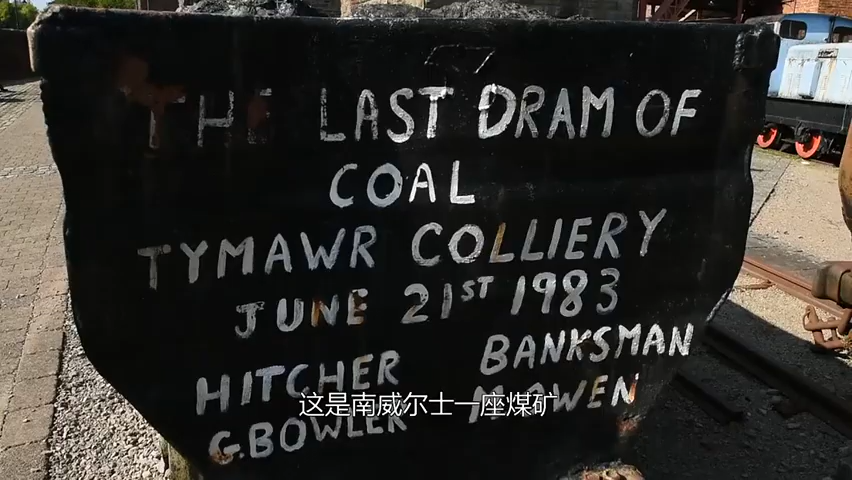 THE LAST DRAM OF
COAL
TYMAWR COLLIERY
JUNE 21ST 1983
HITCHER BANKSMAN
G.BOWLER M.OWEN
这是南威尔士一座煤矿